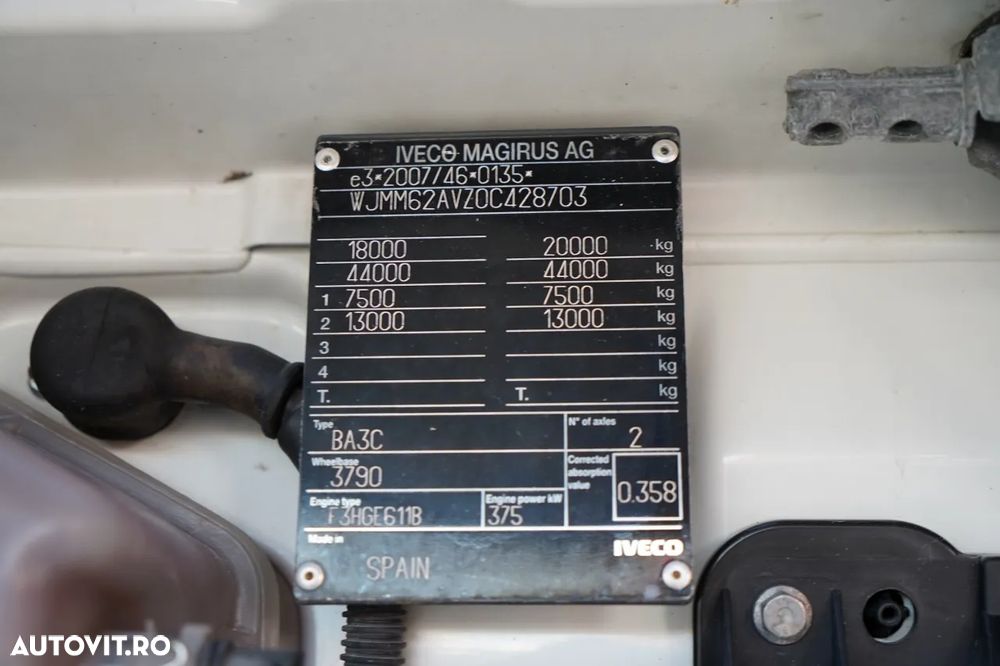 IVECO MAGIRUS AG
e3*2007/46*0135*
WJMM62AVZ0C428703
18000 20000 kg
44000 44000 kg
1 7500 7500 kg
2 13000 13000 kg
3 kg
4 kg
T. T. kg
Type N° of axles
BA3C 2
Wheelbase Corrected absorption value
3790 0.358
Engine type Engine power kW
F3HGE611B 375
Made in IVECO
SPAIN
AUTOVIT.RO